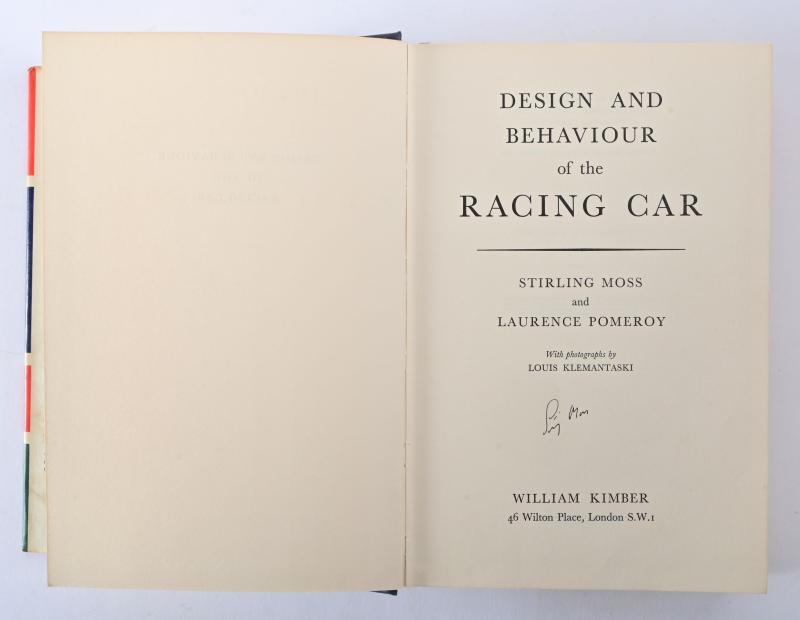 DESIGN AND
BEHAVIOUR
of the
RACING CAR
STIRLING MOSS
and
LAURENCE POMEROY
With photographs by
LOUIS KLEMANTASKI
Moss
WILLIAM KIMBER
46 Wilton Place, London S.W.1